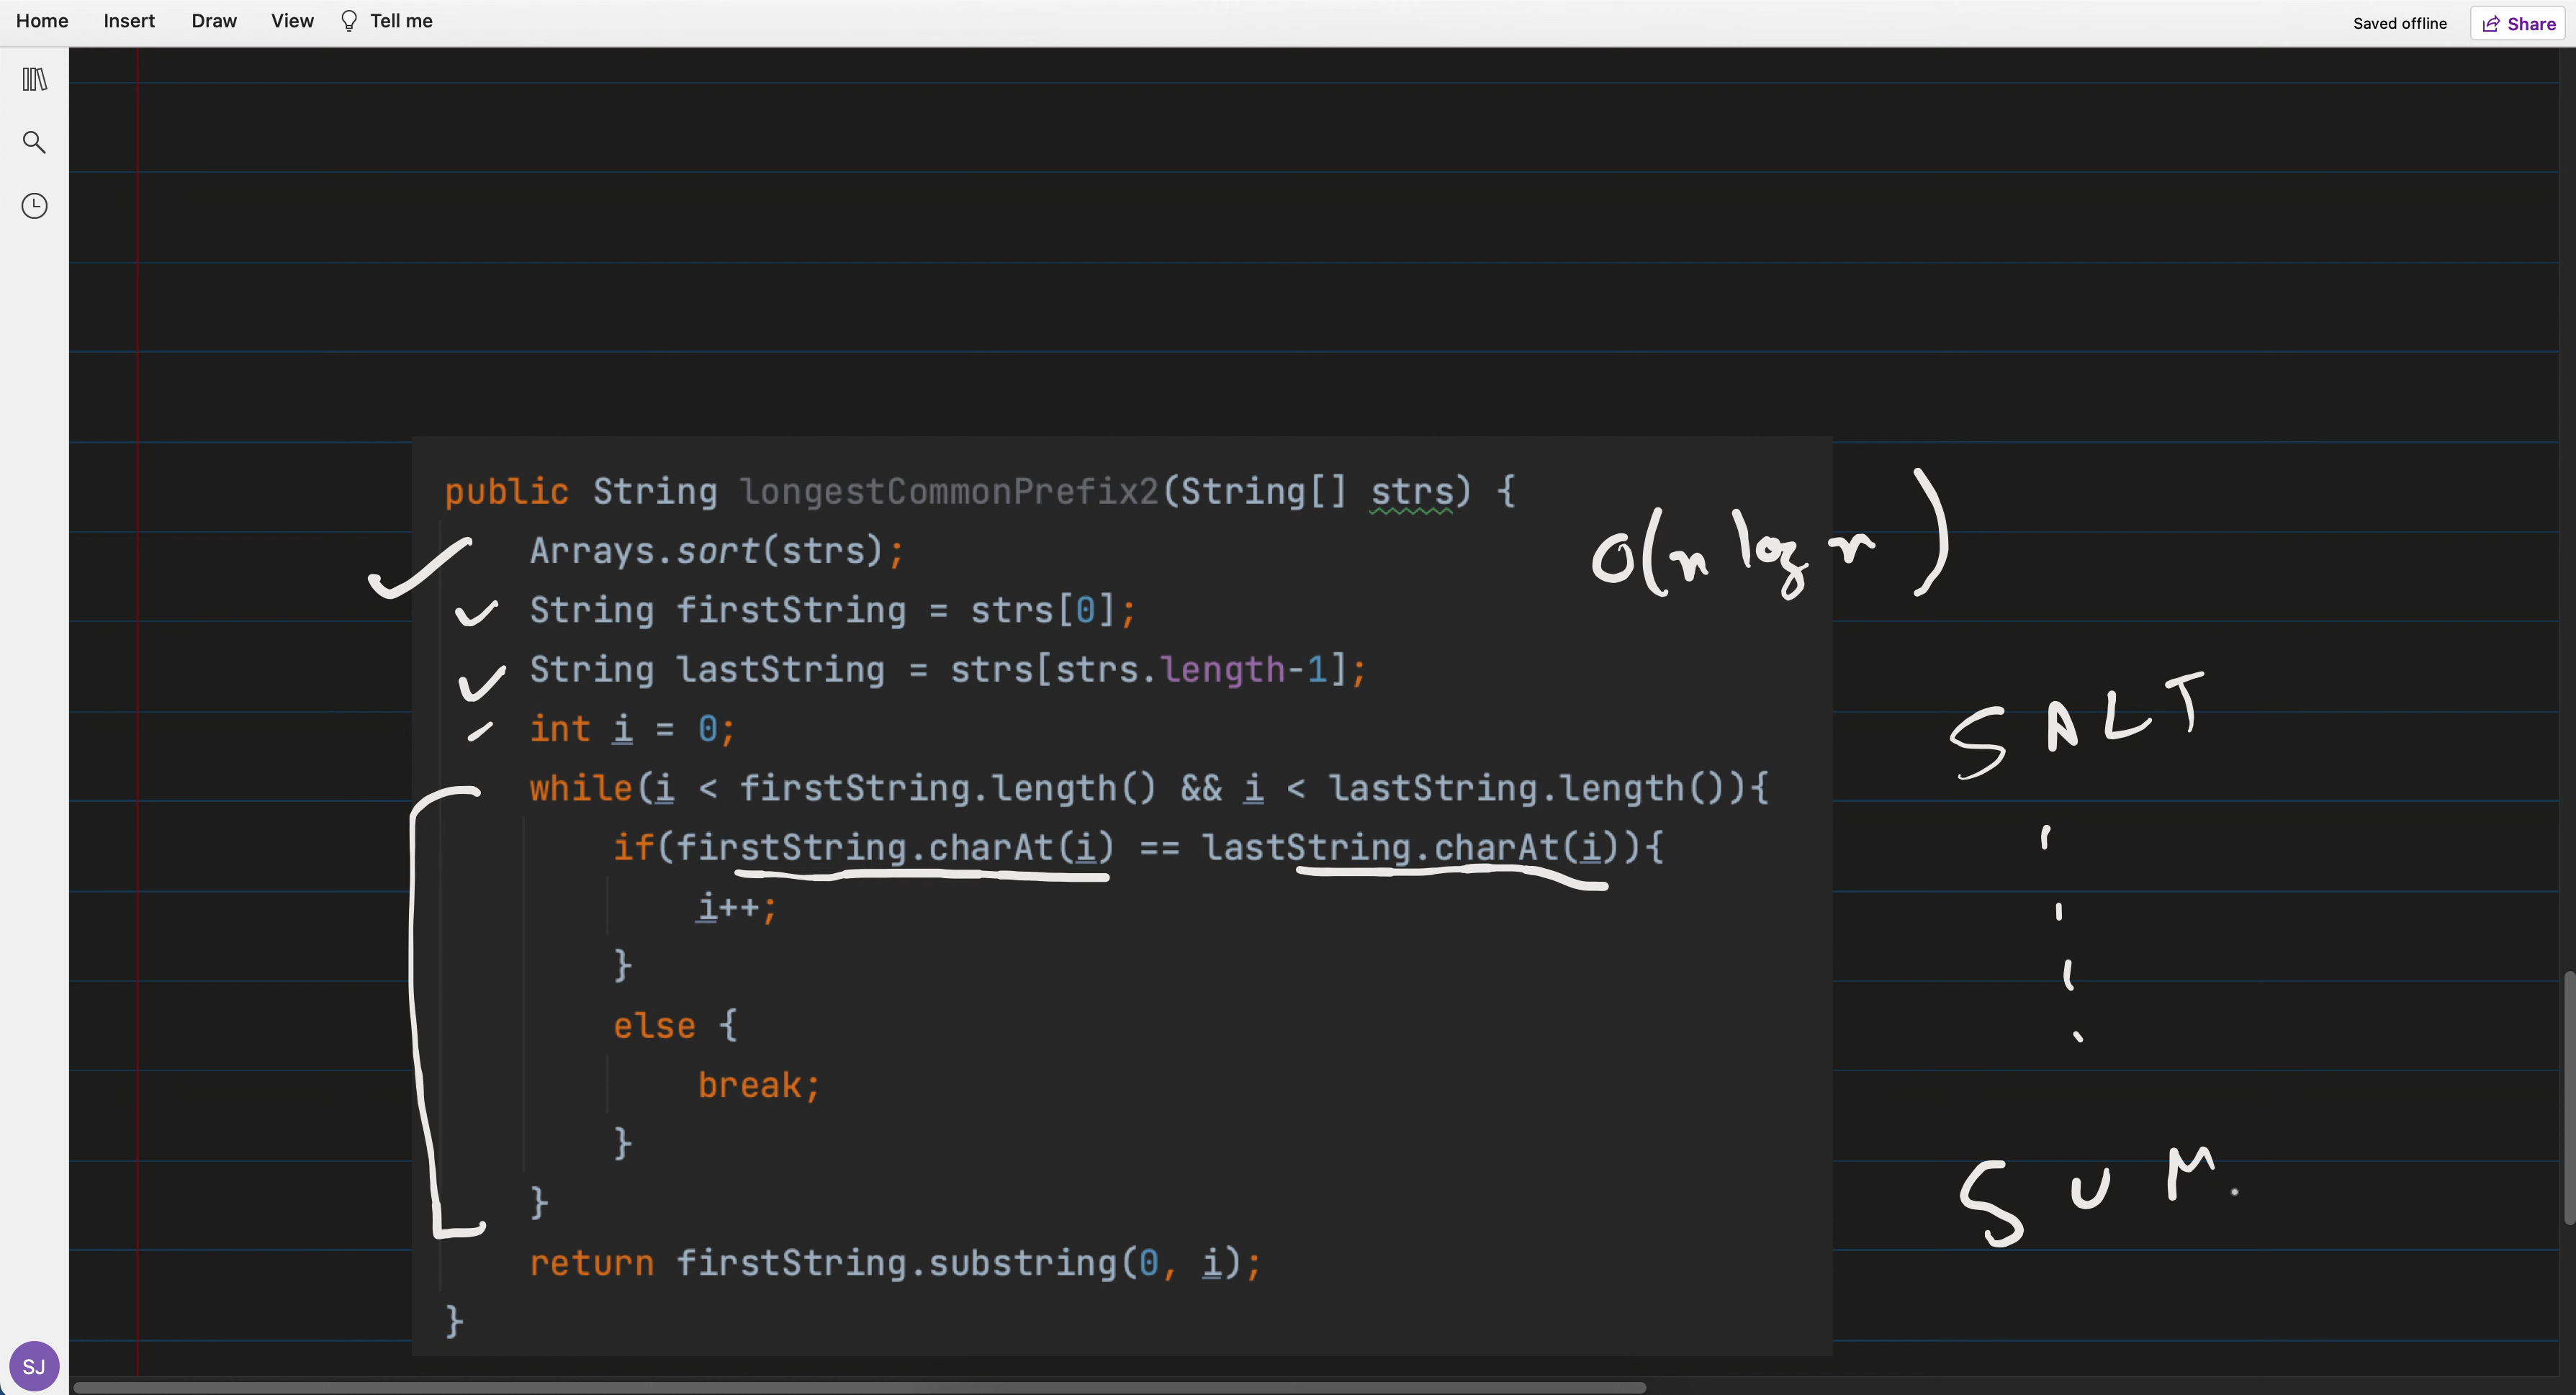 Home Insert Draw View Tell me Saved offline Share
public String longestCommonPrefix2(String[] strs) {
Arrays.sort(strs);
O(n log n)
String firstString = strs[0];
String lastString = strs[strs.length-1];
SALT
int i = 0;
while(i < firstString.length() && i < lastString.length()){
if(firstString.charAt(i) == lastString.charAt(i)){
i++;
}
else {
break;
}
SUM
}
return firstString.substring(0, i);
}
SJ